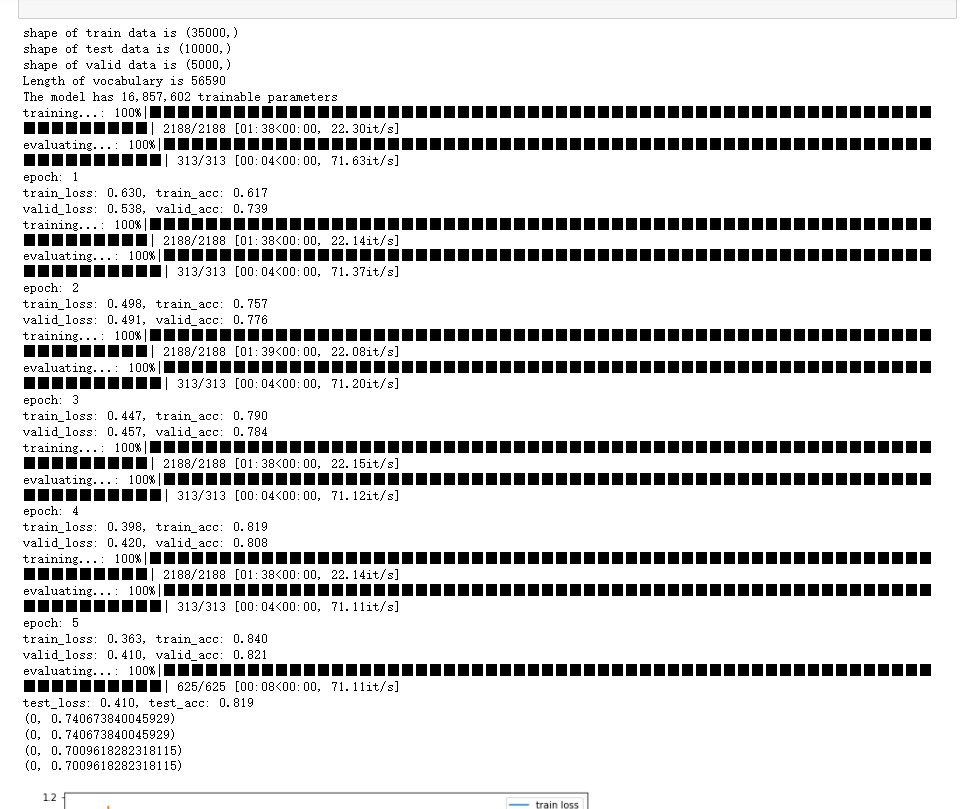 shape of train data is (35000,)
shape of test data is (10000,)
shape of valid data is (5000,)
Length of vocabulary is 56590
The model has 16,857,602 trainable parameters
training...: 100%|
| 2188/2188 [01:38<00:00, 22.30it/s]
evaluating...: 100%|
| 313/313 [00:04<00:00, 71.63it/s]
epoch: 1
train_loss: 0.630, train_acc: 0.617
valid_loss: 0.538, valid_acc: 0.739
training...: 100%|
| 2188/2188 [01:38<00:00, 22.14it/s]
evaluating...: 100%|
| 313/313 [00:04<00:00, 71.37it/s]
epoch: 2
train_loss: 0.498, train_acc: 0.757
valid_loss: 0.491, valid_acc: 0.776
training...: 100%|
| 2188/2188 [01:39<00:00, 22.08it/s]
evaluating...: 100%|
| 313/313 [00:04<00:00, 71.20it/s]
epoch: 3
train_loss: 0.447, train_acc: 0.790
valid_loss: 0.457, valid_acc: 0.784
training...: 100%|
| 2188/2188 [01:38<00:00, 22.15it/s]
evaluating...: 100%|
| 313/313 [00:04<00:00, 71.12it/s]
epoch: 4
train_loss: 0.398, train_acc: 0.819
valid_loss: 0.420, valid_acc: 0.808
training...: 100%|
| 2188/2188 [01:38<00:00, 22.14it/s]
evaluating...: 100%|
| 313/313 [00:04<00:00, 71.11it/s]
epoch: 5
train_loss: 0.363, train_acc: 0.840
valid_loss: 0.410, valid_acc: 0.821
evaluating...: 100%|
| 625/625 [00:08<00:00, 71.11it/s]
test_loss: 0.410, test_acc: 0.819
(0, 0.740673840045929)
(0, 0.740673840045929)
(0, 0.7009618282318115)
(0, 0.7009618282318115)
1.2
train loss